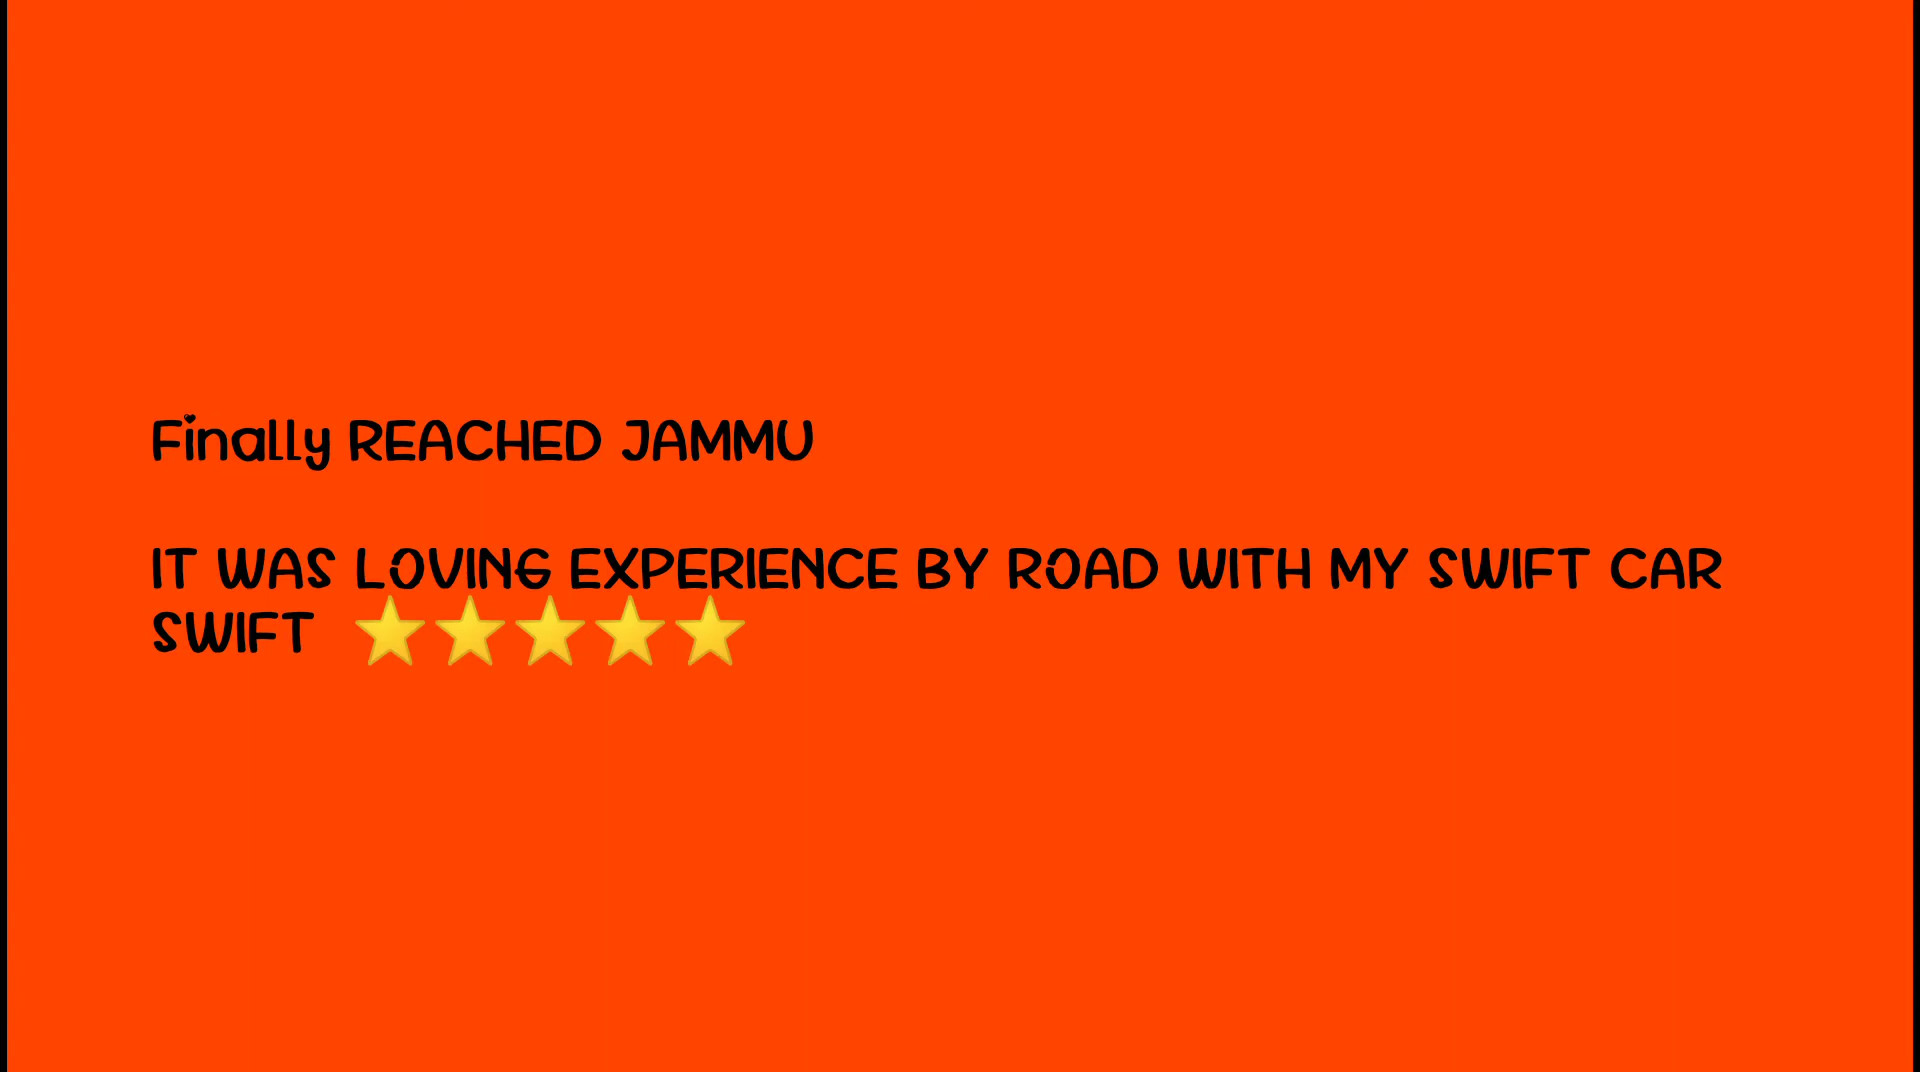 Finally REACHED JAMMU
IT WAS LOVING EXPERIENCE BY ROAD WITH MY SWIFT CAR
SWIFT ⭐⭐⭐⭐⭐